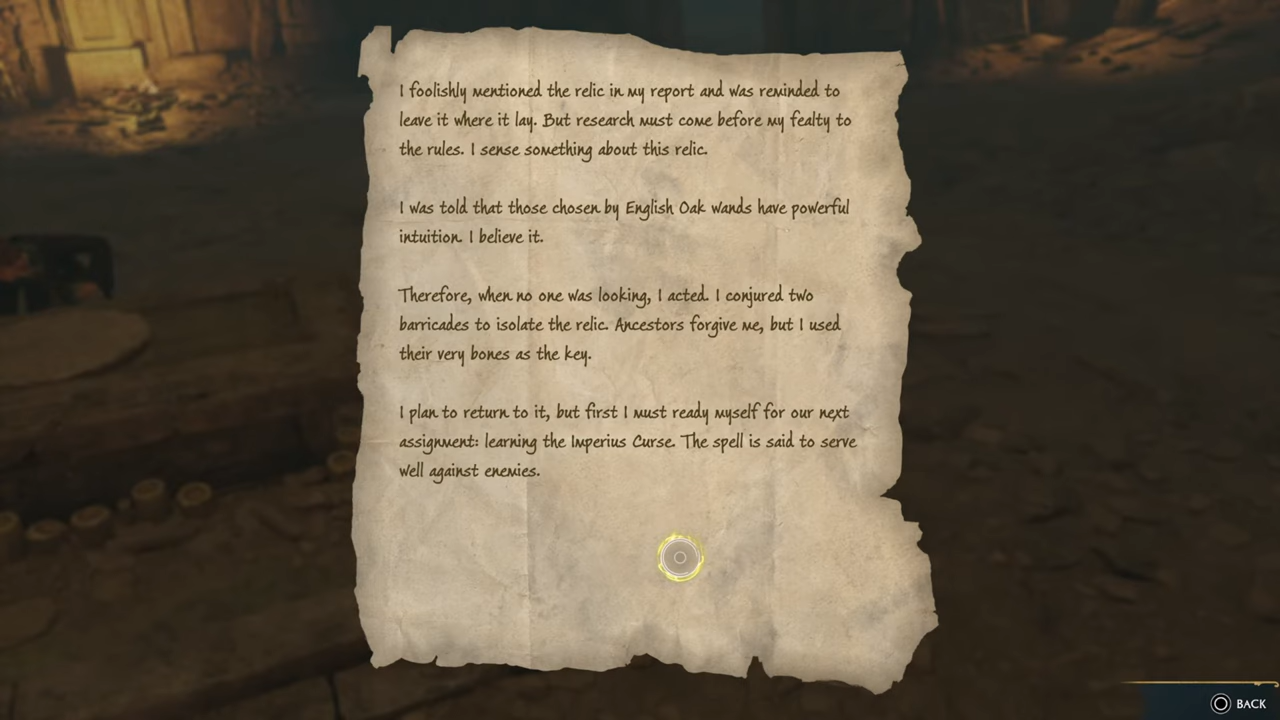 I foolishly mentioned the relic in my report and was reminded to
leave it where it lay. But research must come before my fealty to
the rules. I sense something about this relic.
I was told that those chosen by English Oak wands have powerful
intuition. I believe it.
Therefore, when no one was looking, I acted. I conjured two
barricades to isolate the relic. Ancestors forgive me, but I used
their very bones as the key.
I plan to return to it, but first I must ready myself for our next
assignment: learning the Imperius Curse. The spell is said to serve
well against enemies.
BACK